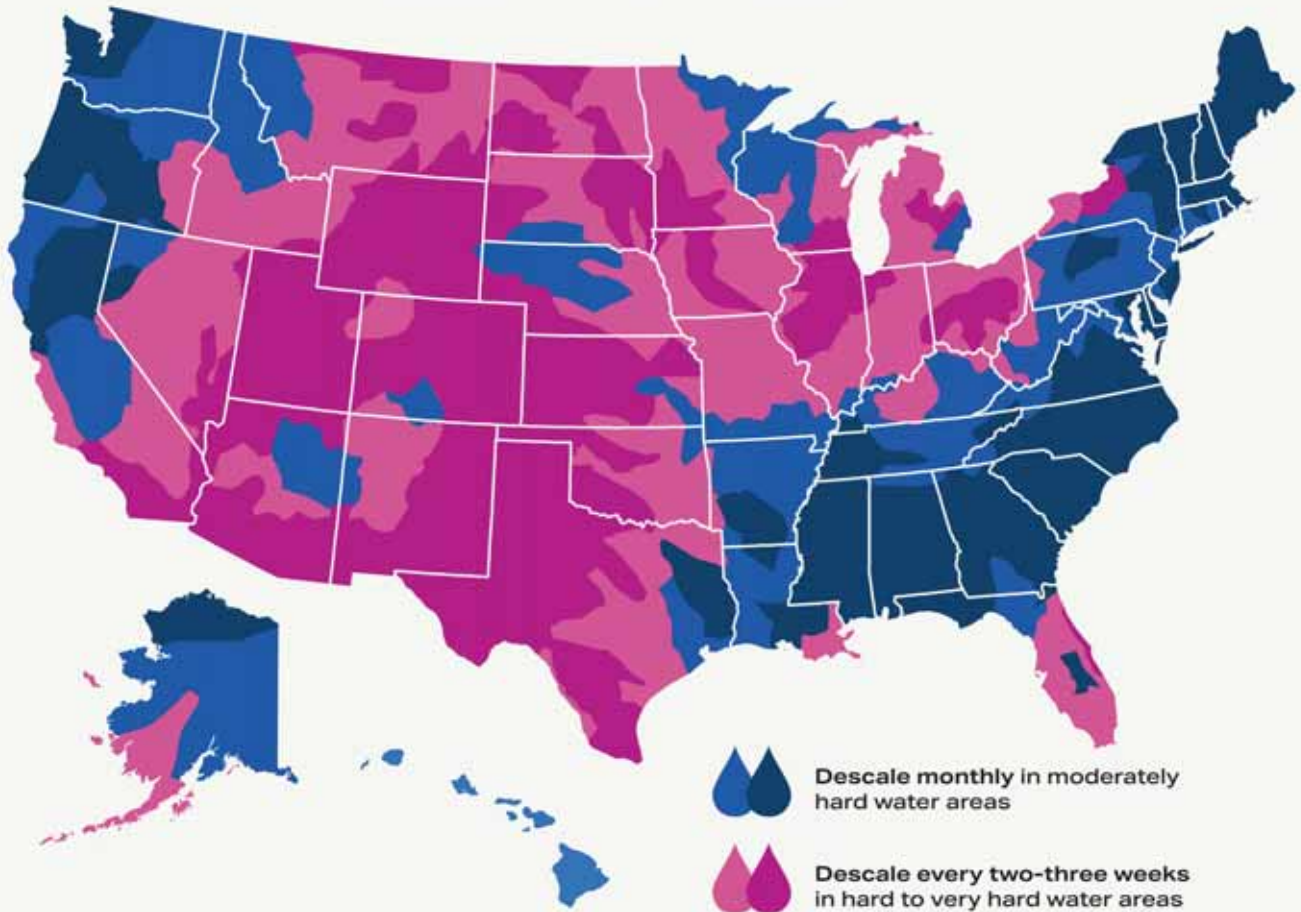 Descale monthly in moderately
hard water areas
Descale every two-three weeks
in hard to very hard water areas